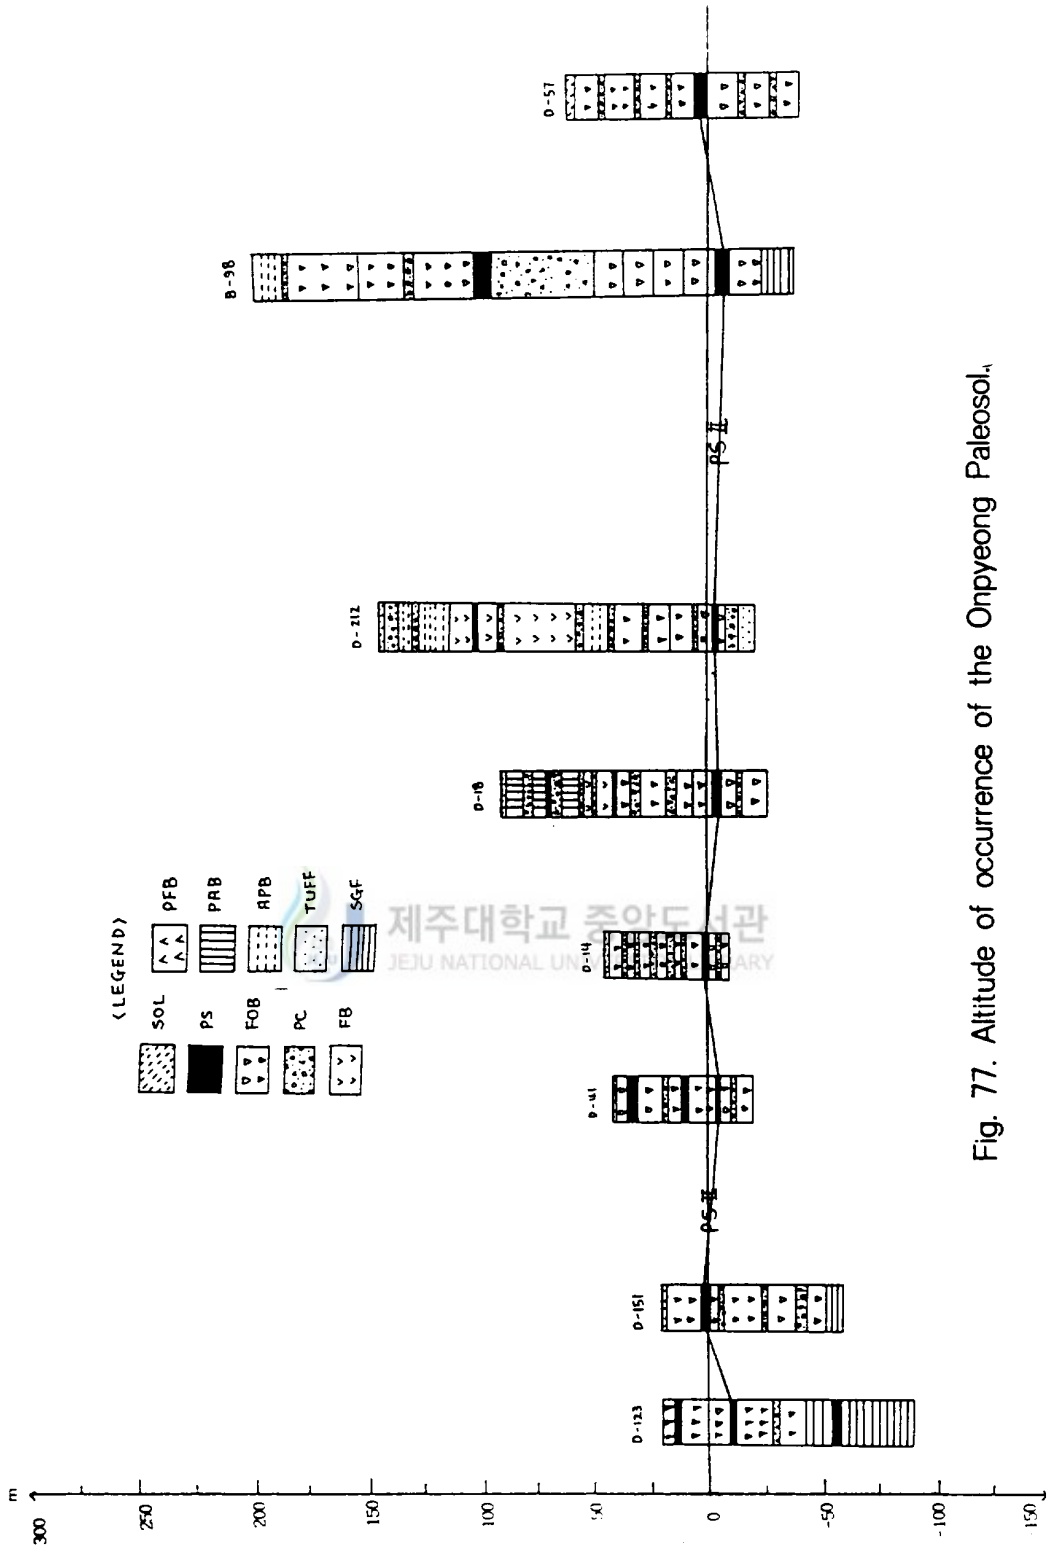 m
300
250
200
150
100
50
0
-50
-100
150
D-123
D-151
D-41
D-14
D-18
D-212
B-98
D-57
PS II
PS II
<LEGEND>
SOL
PS
FOB
PC
FB
PFB
PAB
APB
TUFF
SGF
제주대학교 중앙도서관
JEJU NATIONAL UNIVERSITY LIBRARY
Fig. 77. Altitude of occurrence of the Onpyeong Paleosol.